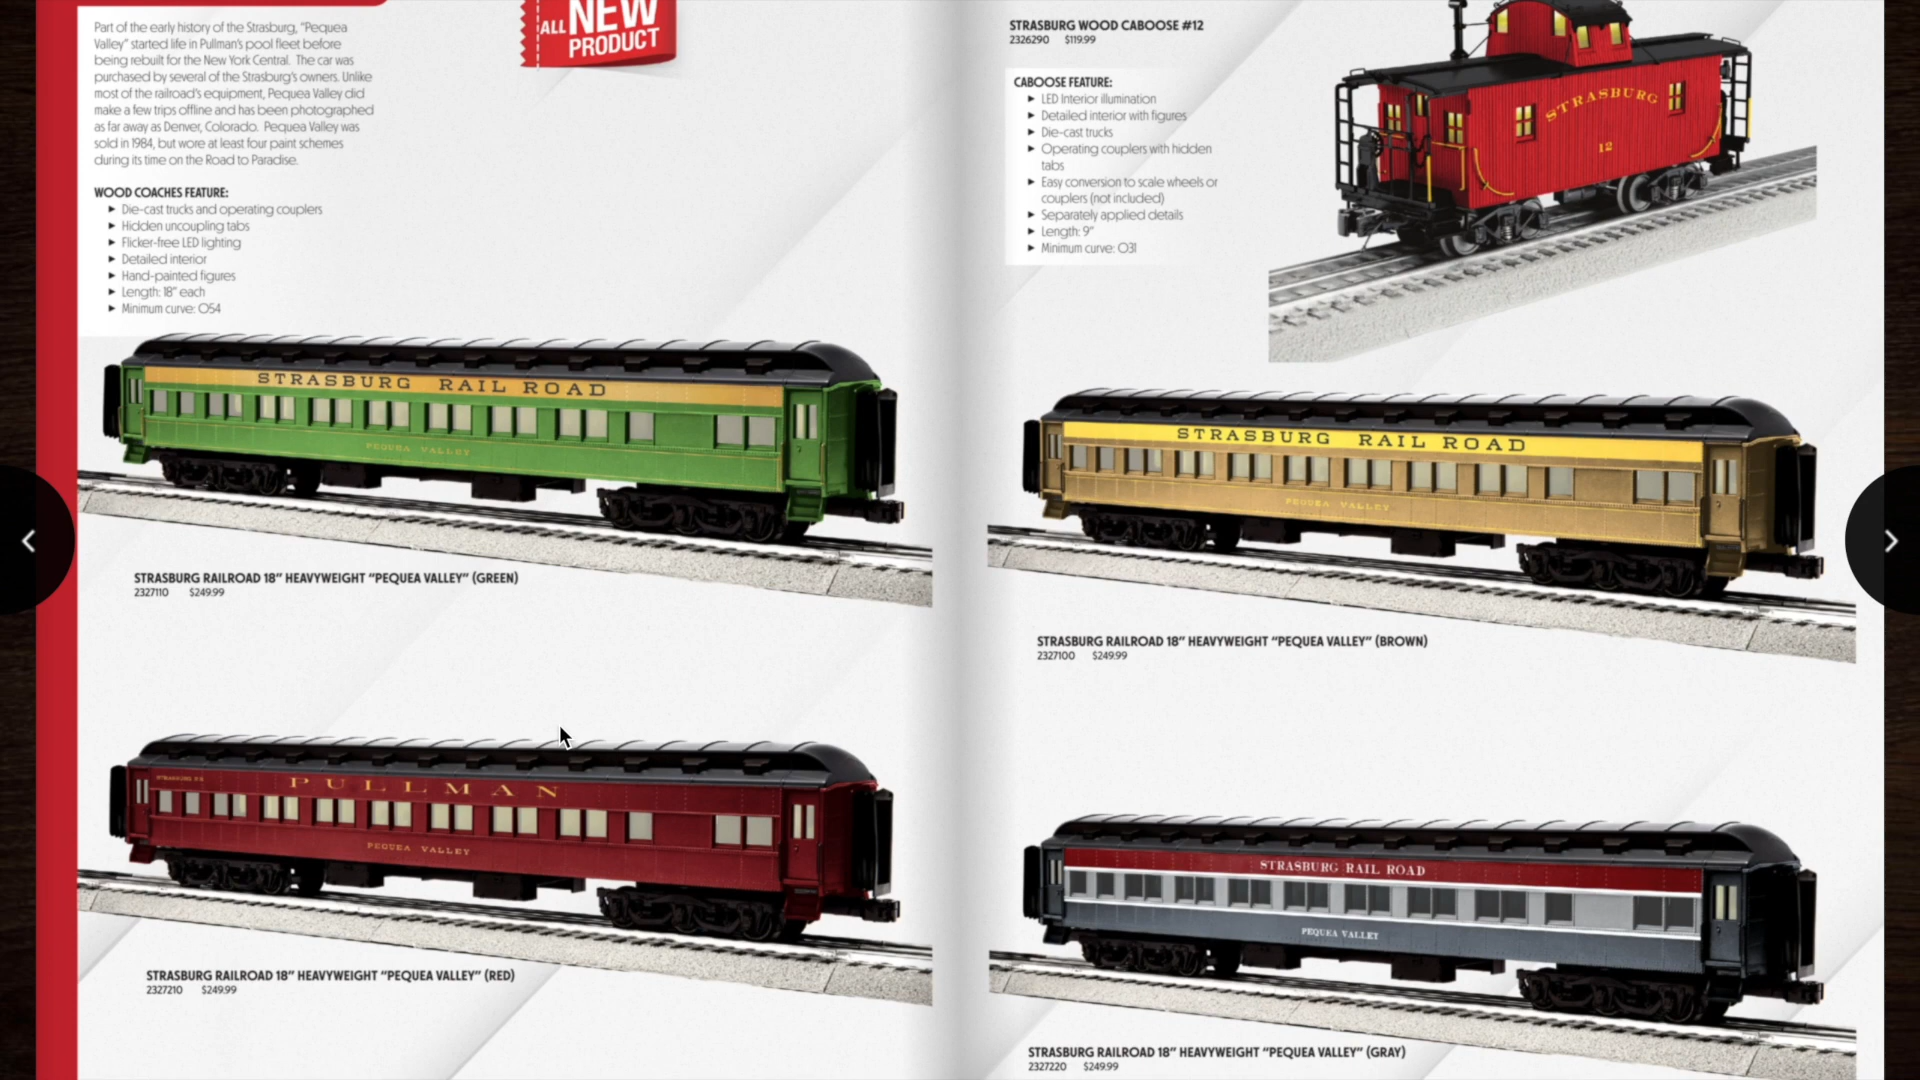 Part of the early history of the Strasburg, “Pequea
Valley” started life in Pullman’s pool fleet before
being rebuilt for the New York Central. The car was
purchased by several of the Strasburg’s owners. Unlike
most of the railroad’s equipment, Pequea Valley did
make a few trips offline and has been photographed
as far away as Denver, Colorado. Pequea Valley was
sold in 1984, but wore at least four paint schemes
during its time on the Road to Paradise.
WOOD COACHES FEATURE:
► Die-cast trucks and operating couplers
► Hidden uncoupling tabs
► Flicker-free LED lighting
► Detailed interior
► Hand-painted figures
► Length: 18” each
► Minimum curve: O54
ALL NEW
PRODUCT
STRASBURG RAIL ROAD
PEQUEA VALLEY
STRASBURG RAILROAD 18” HEAVYWEIGHT “PEQUEA VALLEY” (GREEN)
2327110 $249.99
STRASBURG R.R.
PULLMAN
PEQUEA VALLEY
STRASBURG RAILROAD 18” HEAVYWEIGHT “PEQUEA VALLEY” (RED)
2327210 $249.99
STRASBURG WOOD CABOOSE #12
2326290 $119.99
CABOOSE FEATURE:
► LED Interior illumination
► Detailed interior with figures
► Die-cast trucks
► Operating couplers with hidden
tabs
► Easy conversion to scale wheels or
couplers (not included)
► Separately applied details
► Length: 9”
► Minimum curve: O31
STRASBURG
12
STRASBURG RAIL ROAD
PEQUEA VALLEY
STRASBURG RAILROAD 18” HEAVYWEIGHT “PEQUEA VALLEY” (BROWN)
2327100 $249.99
STRASBURG RAIL ROAD
PEQUEA VALLEY
STRASBURG RAILROAD 18” HEAVYWEIGHT “PEQUEA VALLEY” (GRAY)
2327220 $249.99